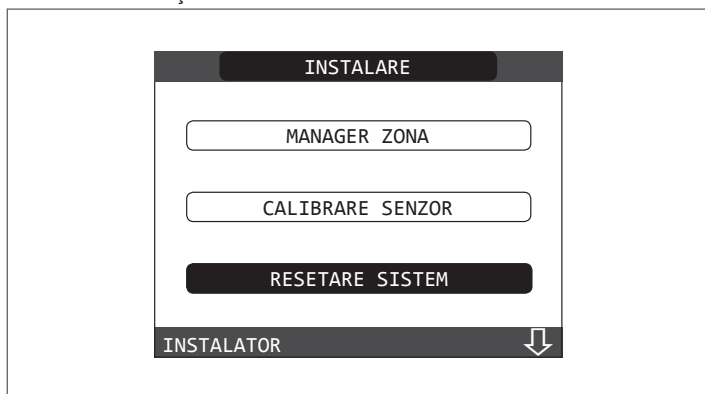 INSTALARE
MANAGER ZONA
CALIBRARE SENZOR
RESETARE SISTEM
INSTALATOR